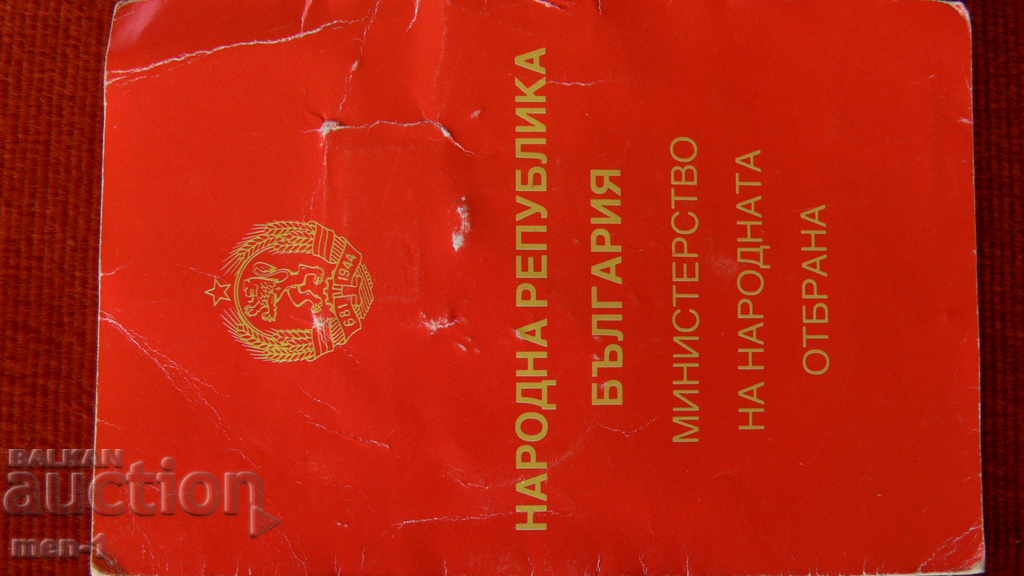 681 1944
НАРОДНА РЕПУБЛИКА
БЪЛГАРИЯ
МИНИСТЕРСТВО
НА НАРОДНАТА
ОТБРАНА
BALKAN
auction
men-1